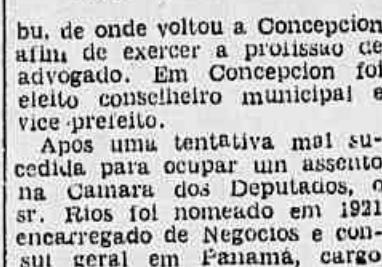 bu, de onde voltou a Concepcion
afim de exercer a profissão de
advogado. Em Concepcion foi
eleito conselheiro municipal e
vice-prefeito.
Apos uma tentativa mal su-
cedida para ocupar um assento
na Camara dos Deputados, o
sr. Rios foi nomeado em 1921
encarregado de Negocios e con-
sul geral em Panamá, cargo